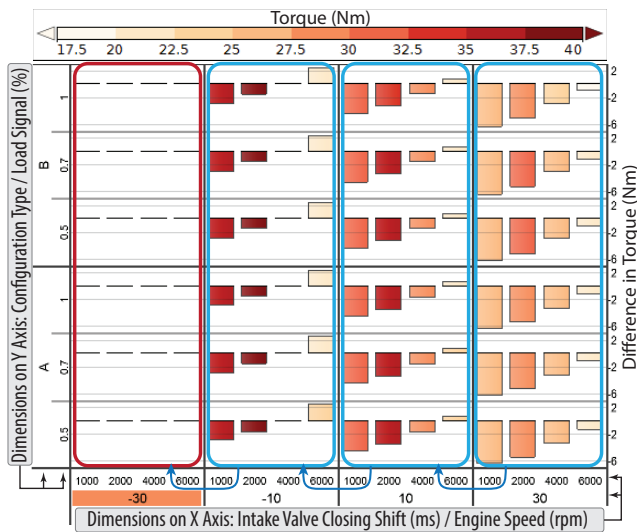 Torque (Nm)
17.5 20 22.5 25 27.5 30 32.5 35 37.5 40
Dimensions on Y Axis: Configuration Type / Load Signal (%)
B
1
0.7
0.5
A
1
0.7
0.5
2
-2
-6
2
-2
-6
2
-2
-6
2
-2
-6
2
-2
-6
2
-2
-6
Difference in Torque (Nm)
1000 2000 4000 6000 1000 2000 4000 6000 1000 2000 4000 6000 1000 2000 4000 6000
-30 -10 10 30
Dimensions on X Axis: Intake Valve Closing Shift (ms) / Engine Speed (rpm)